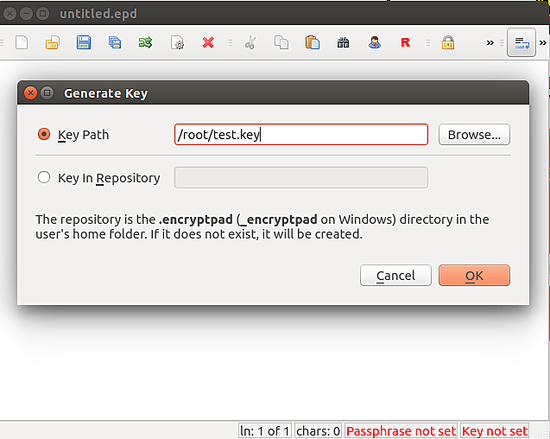 untitled.epd
R
»
»
Generate Key
Key Path
/root/test.key
Browse...
Key In Repository
The repository is the .encryptpad (_encryptpad on Windows) directory in the
user's home folder. If it does not exist, it will be created.
Cancel
OK
ln: 1 of 1
chars: 0
Passphrase not set
Key not set